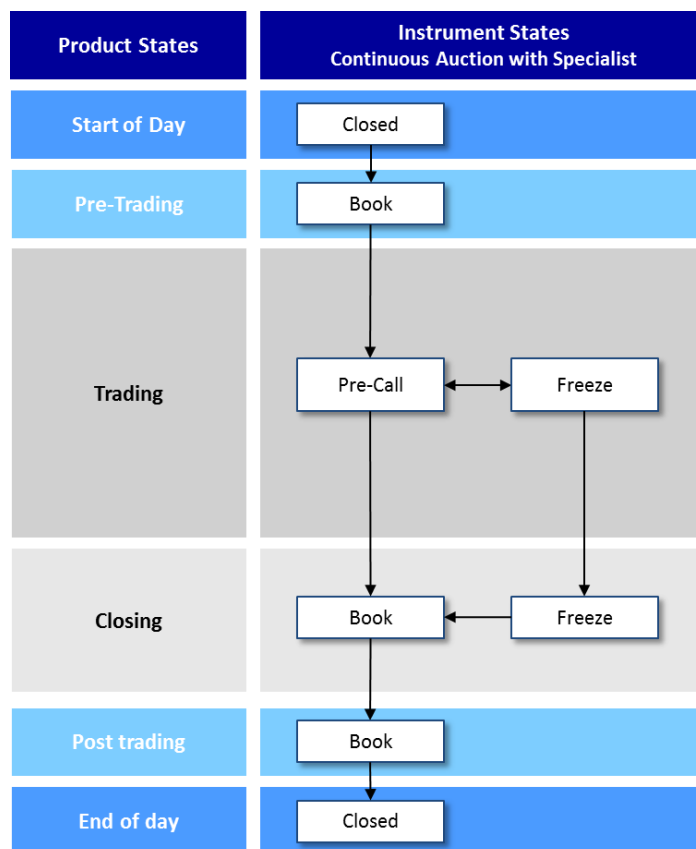 Product States
Instrument States
Continuous Auction with Specialist
Start of Day
Closed
Pre-Trading
Book
Trading
Pre-Call
Freeze
Closing
Book
Freeze
Post trading
Book
End of day
Closed